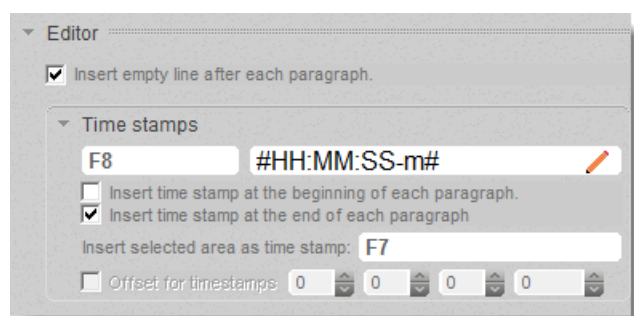 Editor
Insert empty line after each paragraph.
Time stamps
F8 #HH:MM:SS-m#
Insert time stamp at the beginning of each paragraph.
Insert time stamp at the end of each paragraph
Insert selected area as time stamp: F7
Offset for timestamps 0 0 0 0